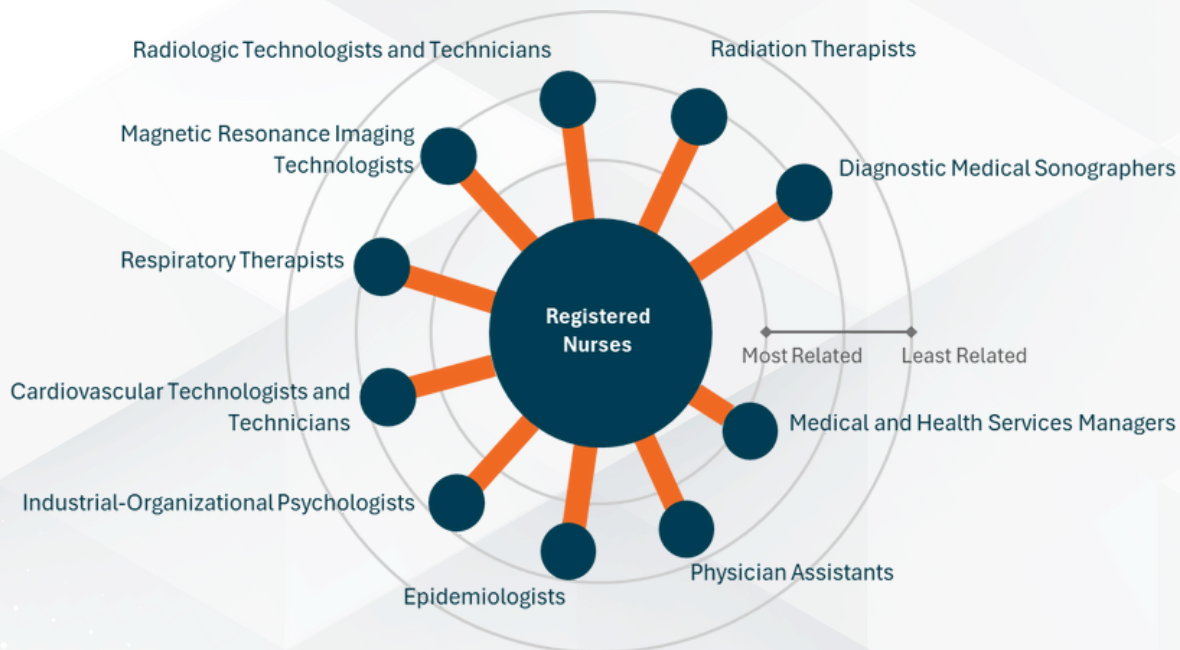 Radiologic Technologists and Technicians
Radiation Therapists
Magnetic Resonance Imaging
Technologists
Diagnostic Medical Sonographers
Respiratory Therapists
Registered
Nurses
Most Related
Least Related
Cardiovascular Technologists and
Technicians
Medical and Health Services Managers
Industrial-Organizational Psychologists
Physician Assistants
Epidemiologists